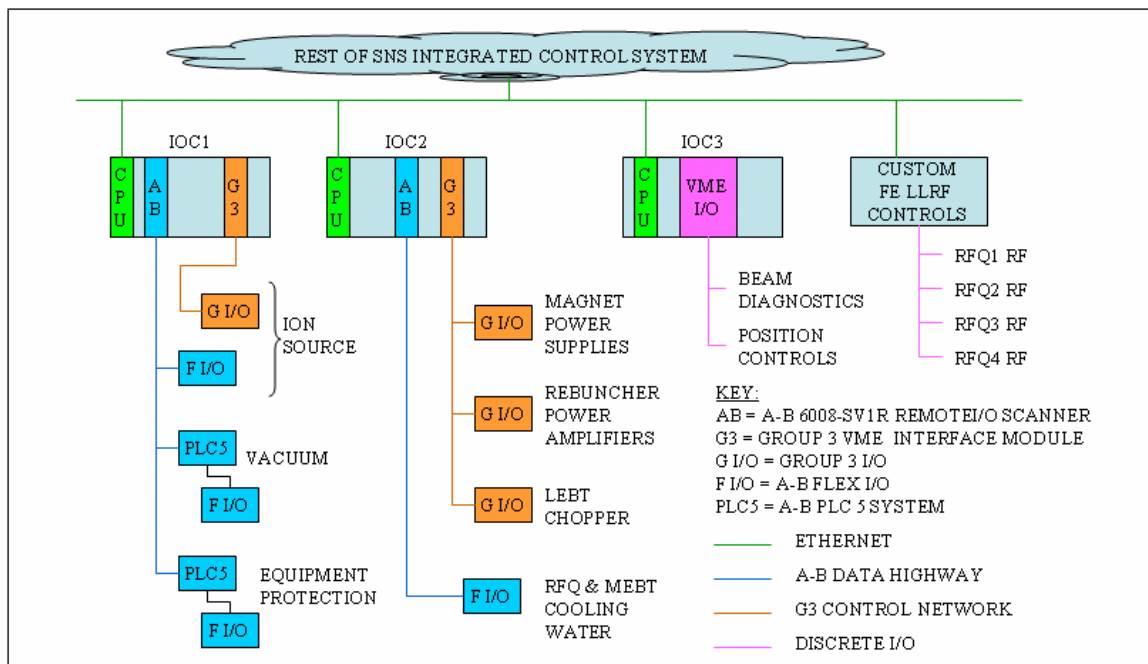 REST OF SNS INTEGRATED CONTROL SYSTEM
IOC1
IOC2
IOC3
CPU
AB
G3
CPU
AB
G3
CPU
VME
I/O
CUSTOM
FE LLRF
CONTROLS
G I/O
ION
SOURCE
F I/O
PLC5
VACUUM
F I/O
PLC5
EQUIPMENT
PROTECTION
F I/O
G I/O
MAGNET
POWER
SUPPLIES
G I/O
REBUNCHER
POWER
AMPLIFIERS
G I/O
LEBT
CHOPPER
F I/O
RFQ & MEBT
COOLING
WATER
BEAM
DIAGNOSTICS
POSITION
CONTROLS
RFQ1 RF
RFQ2 RF
RFQ3 RF
RFQ4 RF
KEY:
AB = A-B 6008-SV1R REMOTEI/O SCANNER
G3 = GROUP 3 VME INTERFACE MODULE
G I/O = GROUP 3 I/O
F I/O = A-B FLEX I/O
PLC5 = A-B PLC 5 SYSTEM
ETHERNET
A-B DATA HIGHWAY
G3 CONTROL NETWORK
DISCRETE I/O